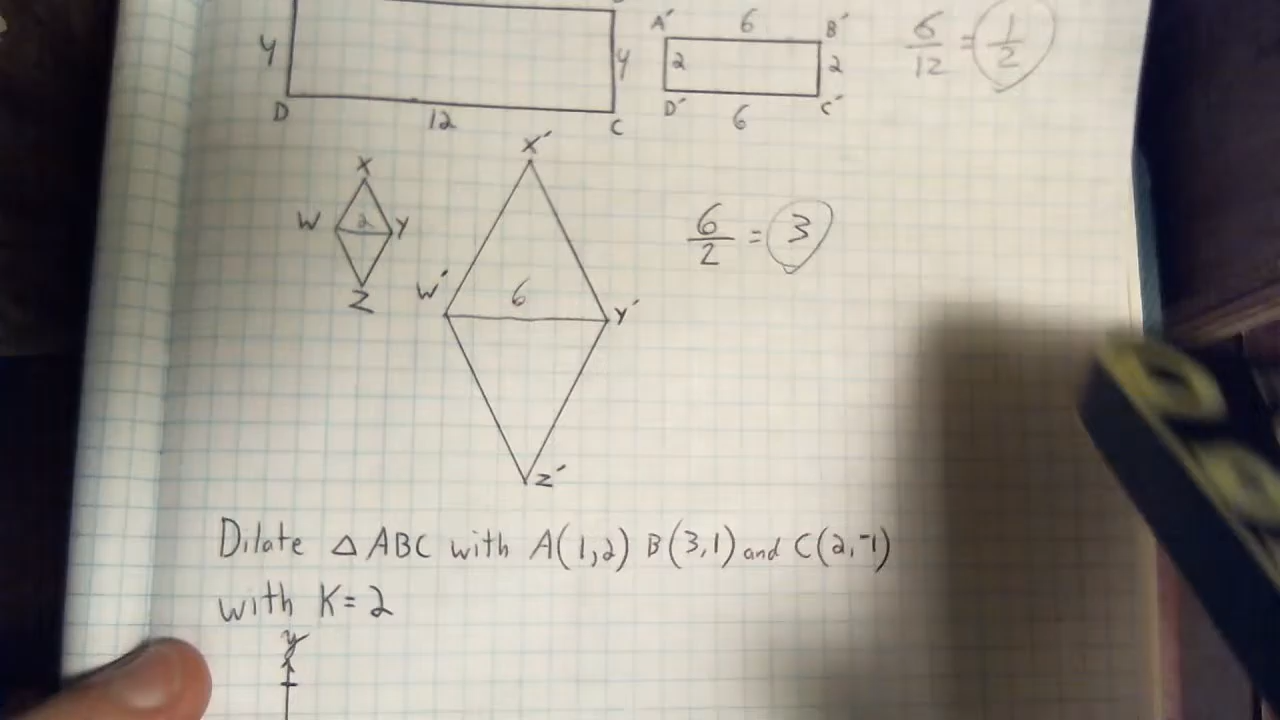 A´ 6 B´
y y 2 2 6/12 = 1/2
D 12 C D´ 6 C´
X´
X
W 2 Y 6/2 = 3
Z W´ 6 Y´
Z´
Dilate △ ABC with A(1,2) B(3,1) and C(2,-1)
with K=2
y